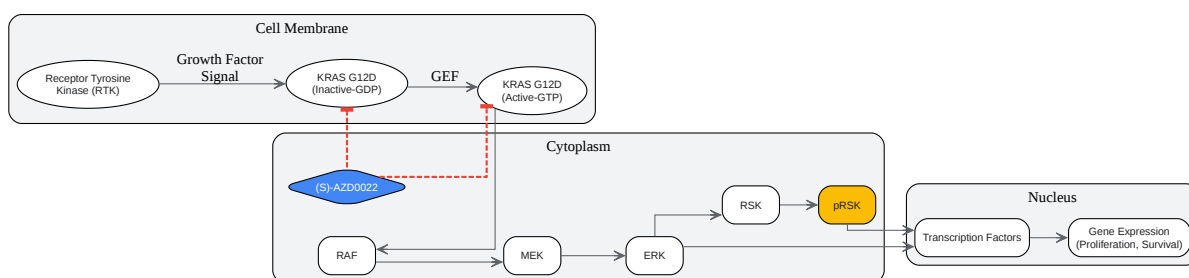 Cell Membrane
Receptor Tyrosine
Kinase (RTK)
Growth Factor
Signal
KRAS G12D
(Inactive-GDP)
GEF
KRAS G12D
(Active-GTP)
Cytoplasm
(S)-AZD0022
RAF
MEK
ERK
RSK
pRSK
Nucleus
Transcription Factors
Gene Expression
(Proliferation, Survival)